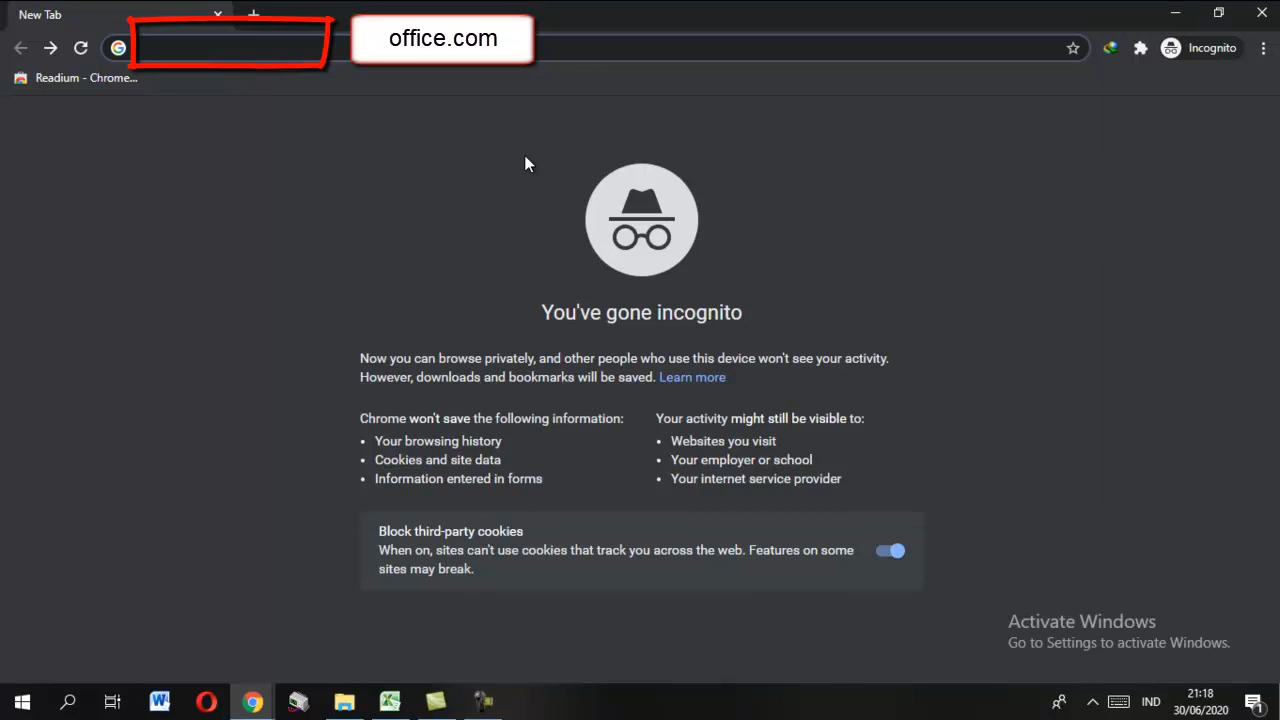 New Tab
office.com
Incognito
Readium - Chrome...
You've gone incognito
Now you can browse privately, and other people who use this device won't see your activity.
However, downloads and bookmarks will be saved. Learn more
Chrome won't save the following information:
• Your browsing history
• Cookies and site data
• Information entered in forms
Your activity might still be visible to:
• Websites you visit
• Your employer or school
• Your internet service provider
Block third-party cookies
When on, sites can't use cookies that track you across the web. Features on some
sites may break.
Activate Windows
Go to Settings to activate Windows.
IND
21:18
30/06/2020
1